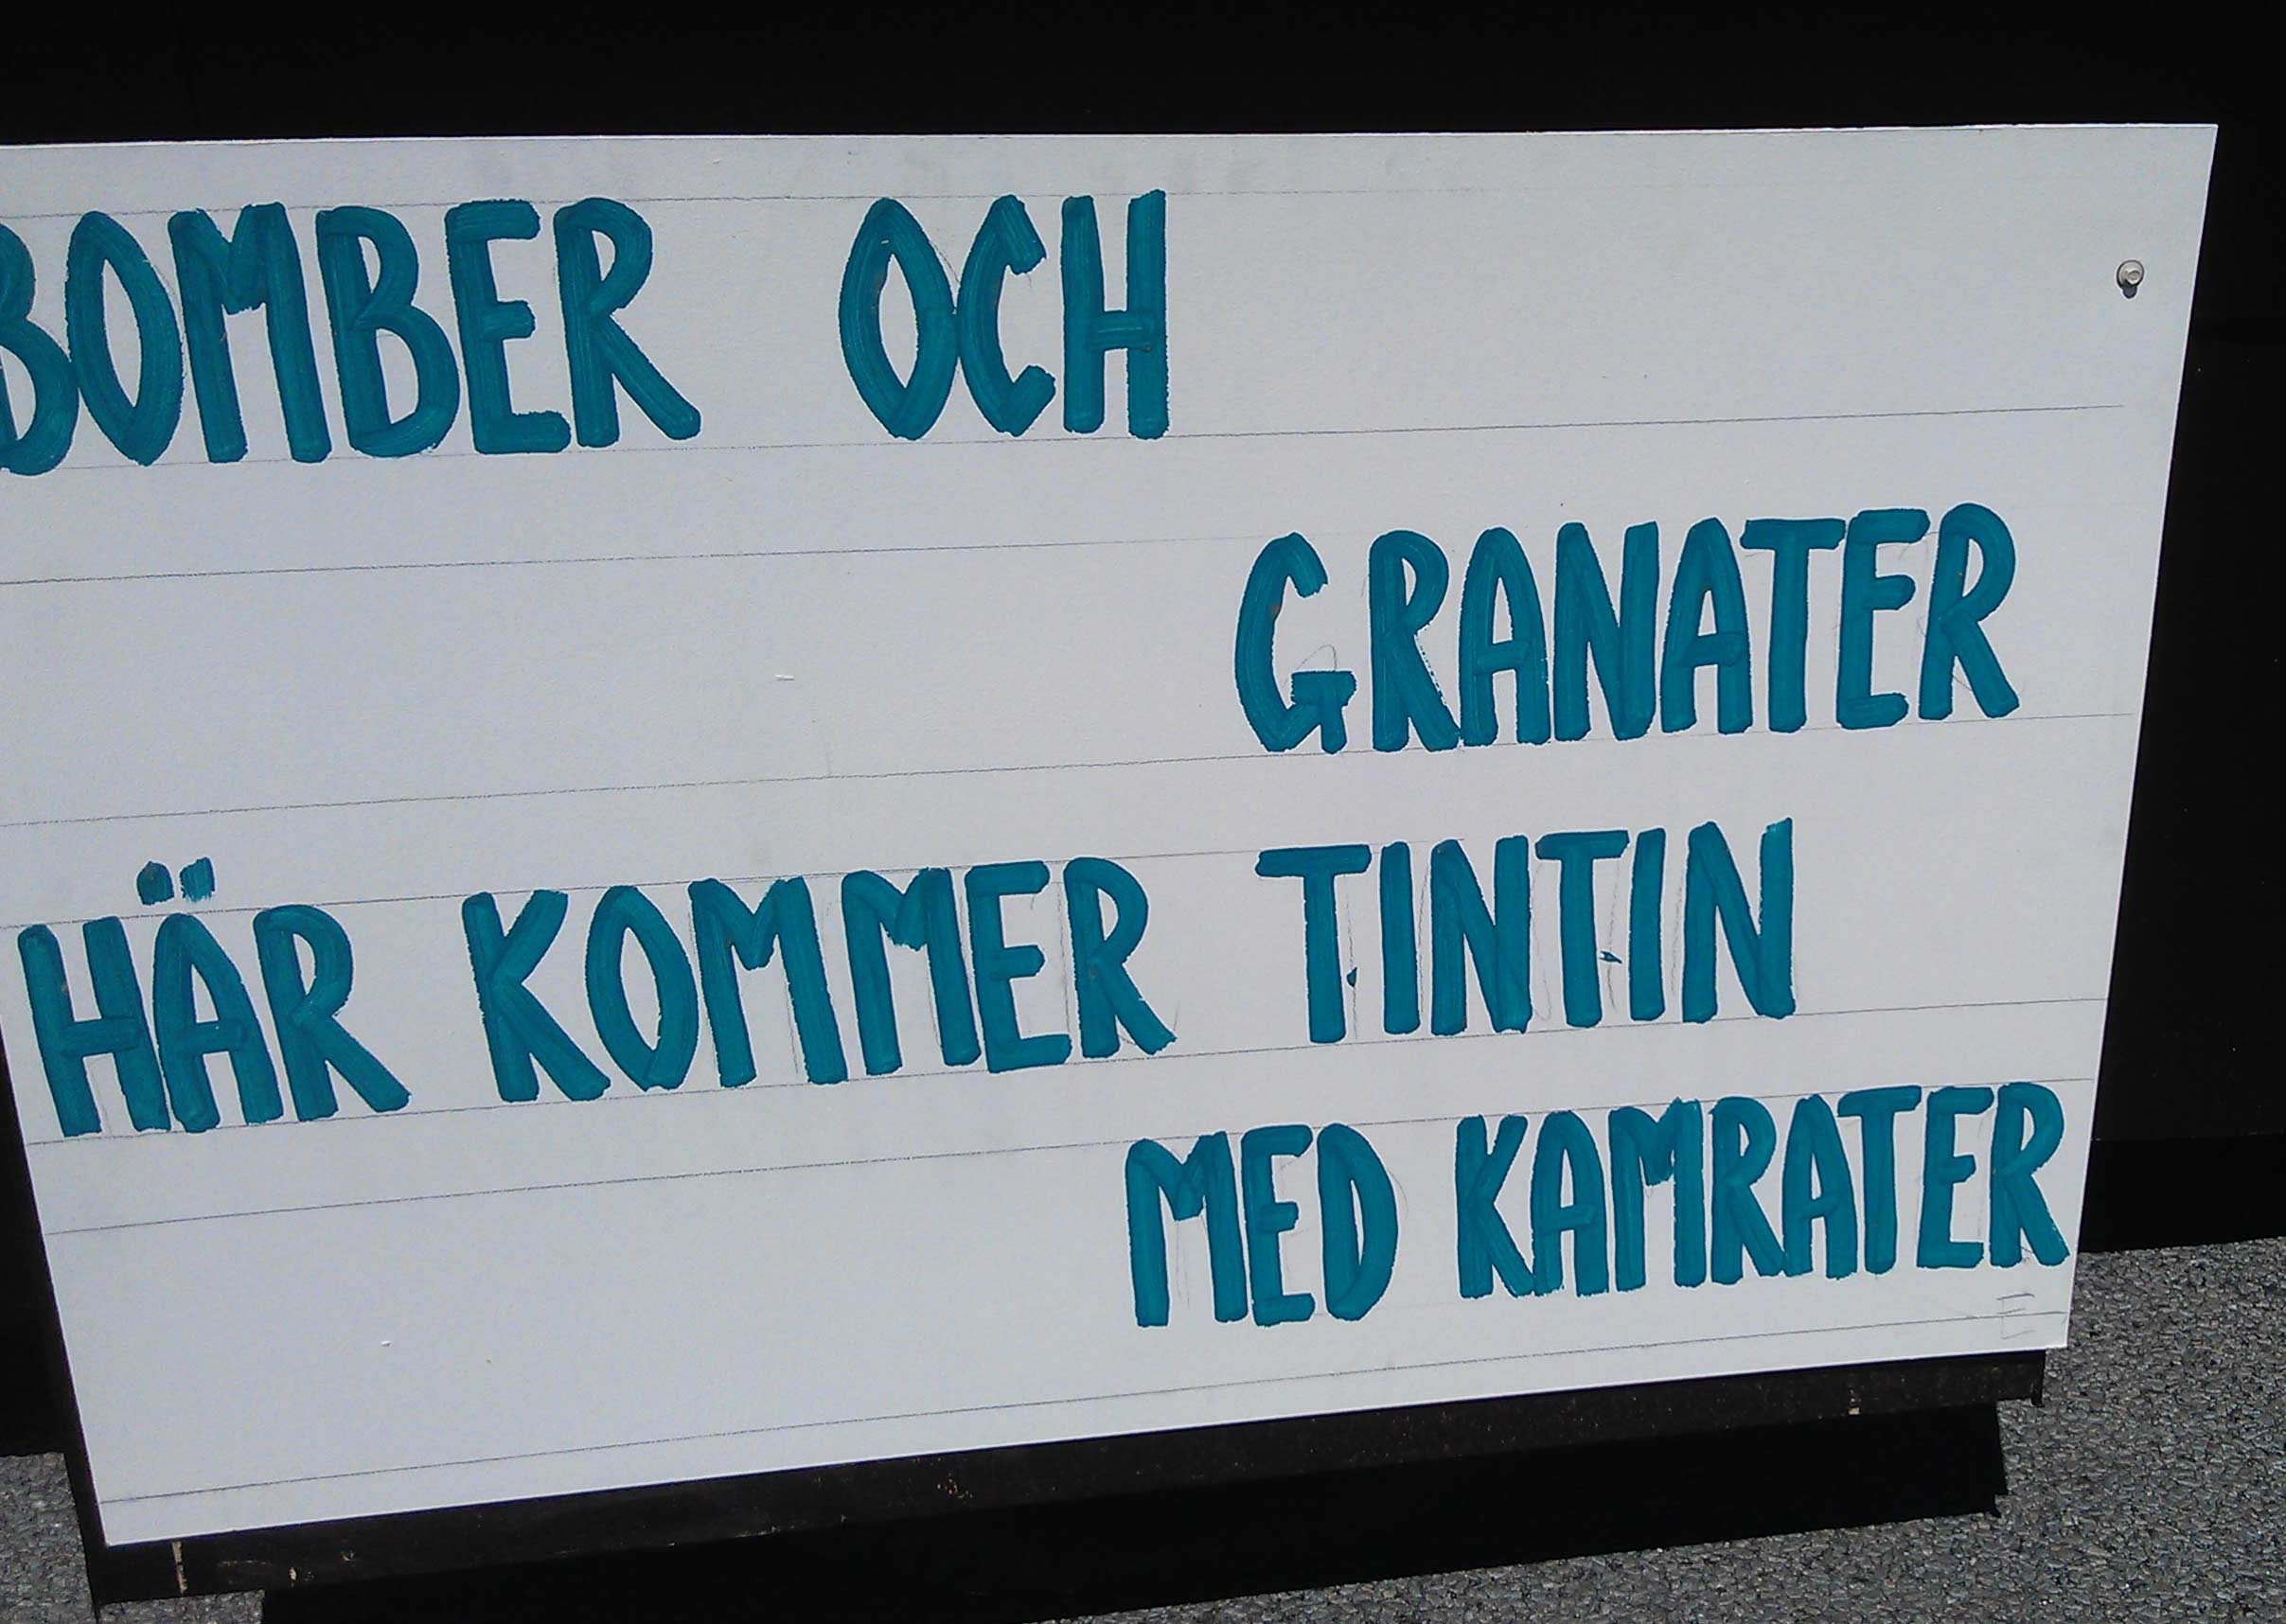 BOMBER OCH
GRANATER
HÄR KOMMER TINTIN
MED KAMRATER
E